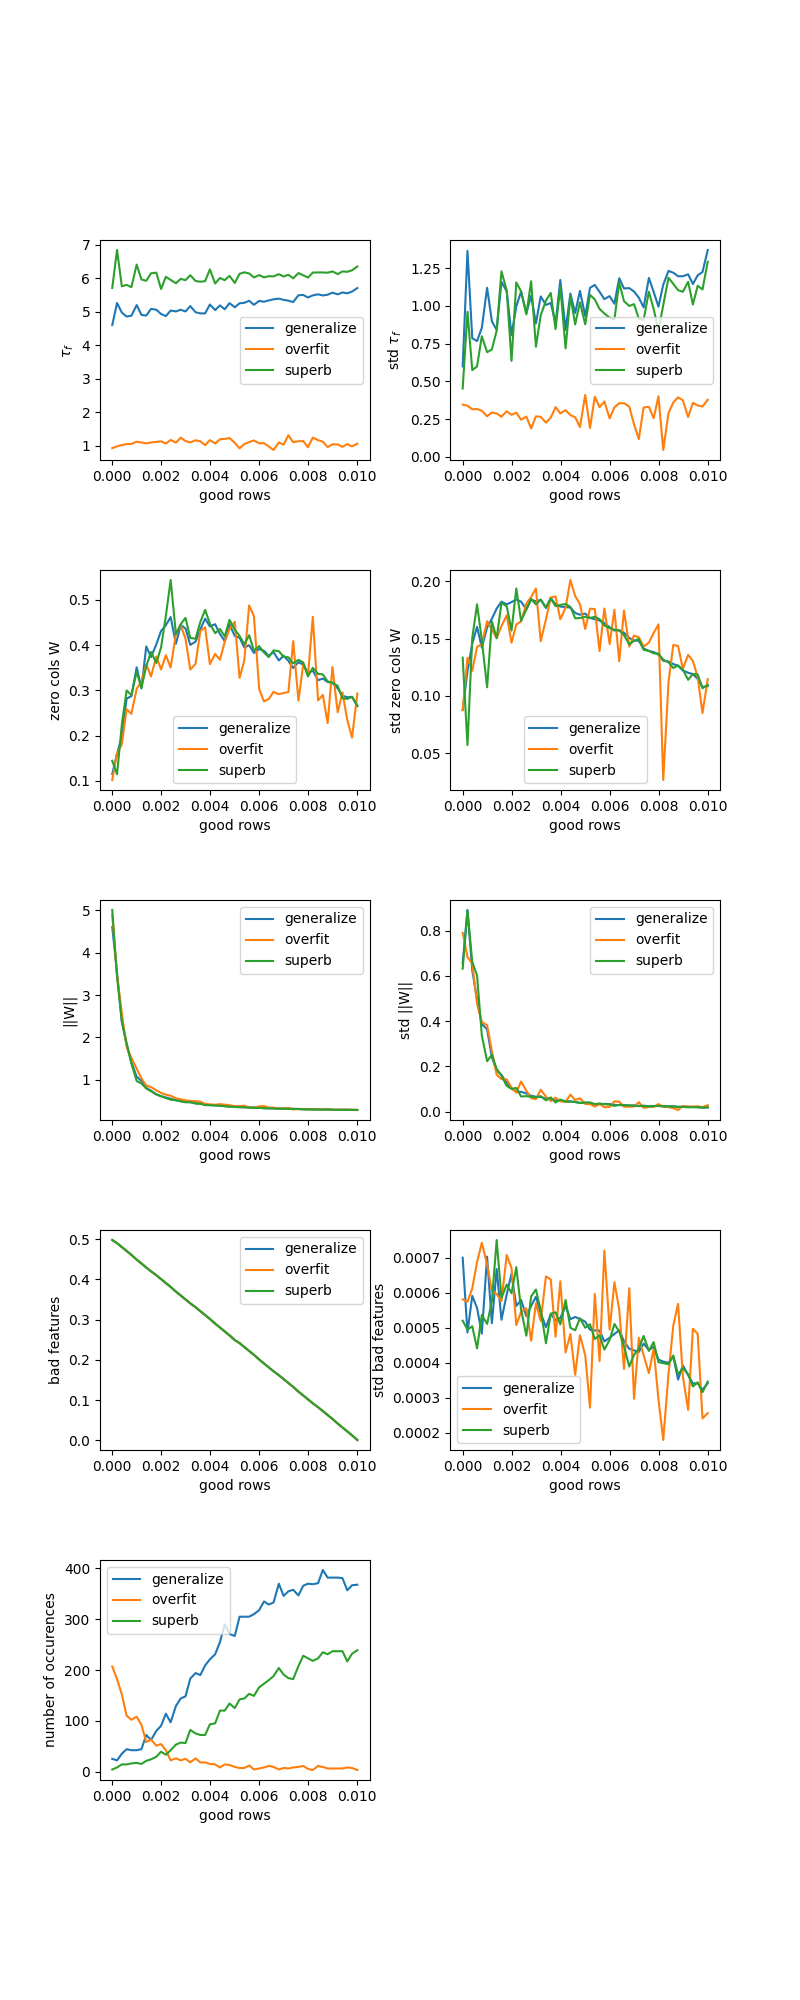 7
6
5
4
3
2
1
τf
generalize
overfit
superb
0.000 0.002 0.004 0.006 0.008 0.010
good rows
1.25
1.00
0.75
0.50
0.25
0.00
std τf
generalize
overfit
superb
0.000 0.002 0.004 0.006 0.008 0.010
good rows
0.5
0.4
0.3
0.2
0.1
zero cols W
generalize
overfit
superb
0.000 0.002 0.004 0.006 0.008 0.010
good rows
0.20
0.15
0.10
0.05
std zero cols W
generalize
overfit
superb
0.000 0.002 0.004 0.006 0.008 0.010
good rows
5
4
3
2
1
||W||
generalize
overfit
superb
0.000 0.002 0.004 0.006 0.008 0.010
good rows
0.8
0.6
0.4
0.2
0.0
std ||W||
generalize
overfit
superb
0.000 0.002 0.004 0.006 0.008 0.010
good rows
0.5
0.4
0.3
0.2
0.1
0.0
bad features
generalize
overfit
superb
0.000 0.002 0.004 0.006 0.008 0.010
good rows
0.0007
0.0006
0.0005
0.0004
0.0003
0.0002
std bad features
generalize
overfit
superb
0.000 0.002 0.004 0.006 0.008 0.010
good rows
400
300
200
100
0
number of occurences
generalize
overfit
superb
0.000 0.002 0.004 0.006 0.008 0.010
good rows